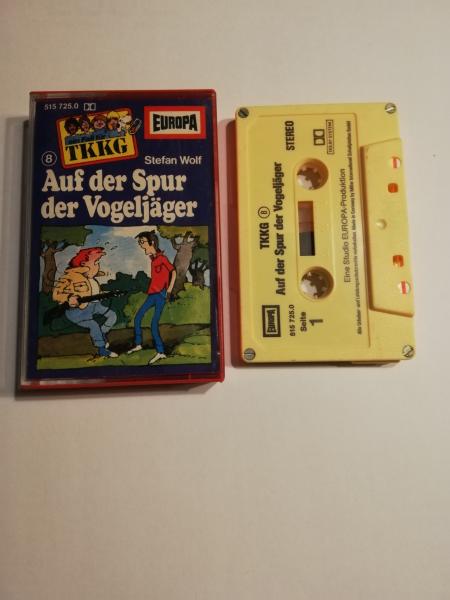 515 725.0
EUROPA
TKKG
8
Stefan Wolf
Auf der Spur
der Vogeljäger
EUROPA
515 725.0
Seite
1
TKKG 8
Auf der Spur der Vogeljäger
STEREO
Eine Studio EUROPA-Produktion